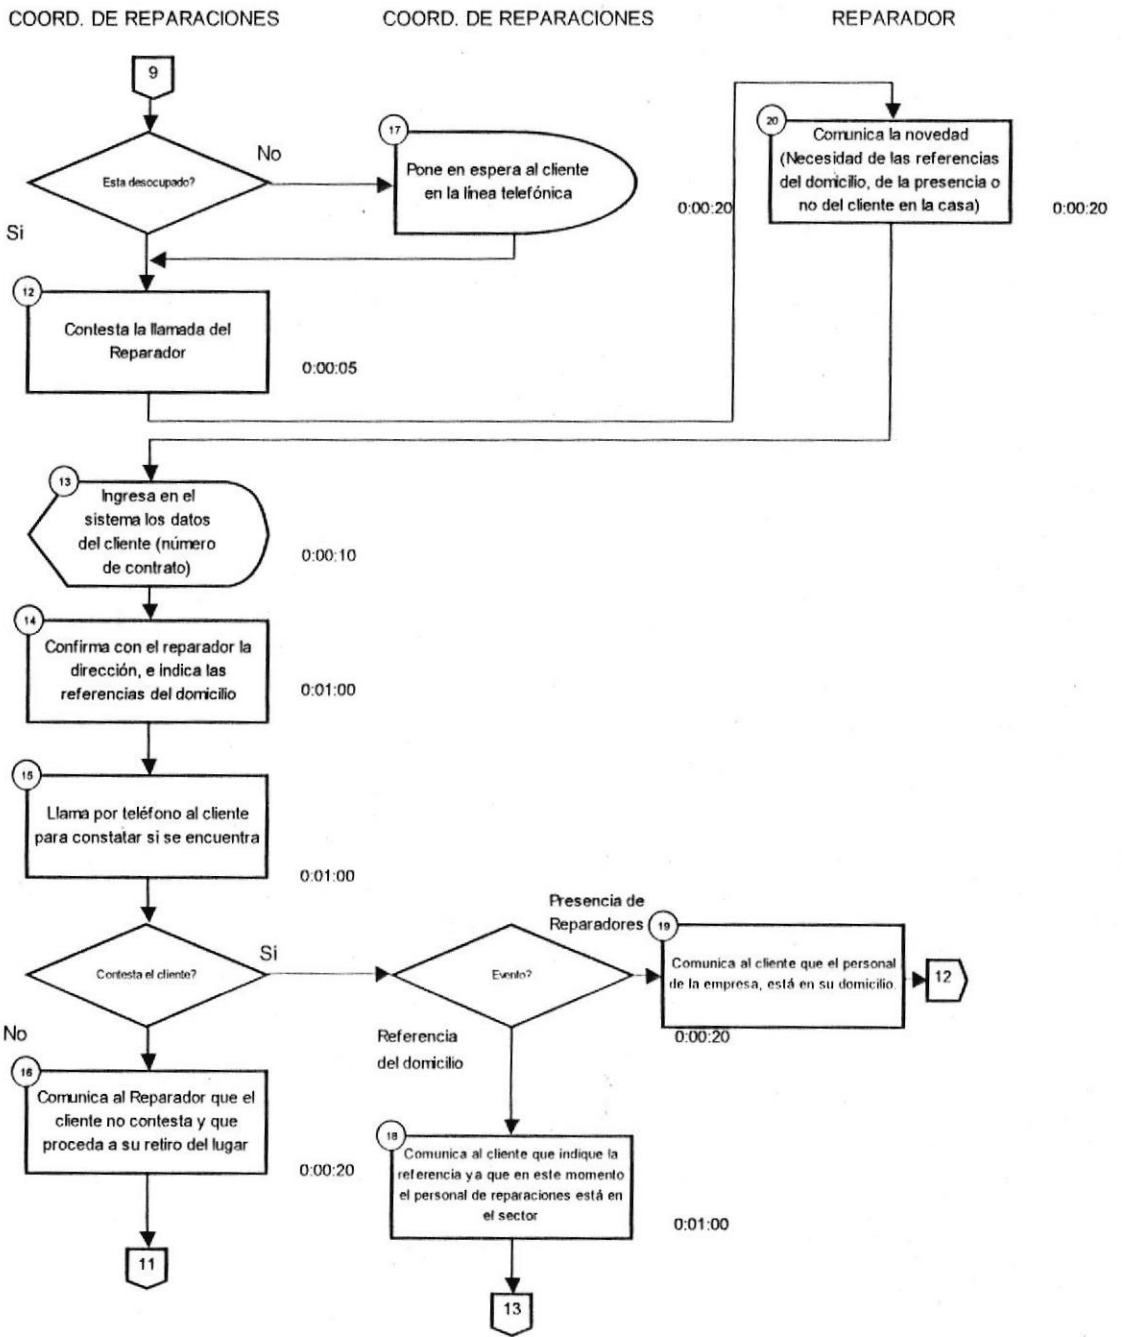 COORD. DE REPARACIONES
COORD. DE REPARACIONES
REPARADOR
9
Esta desocupado?
No
Si
17
Pone en espera al cliente
en la línea telefónica
0:00:20
20
Comunica la novedad
(Necesidad de las referencias
del domicilio, de la presencia o
no del cliente en la casa)
0:00:20
12
Contesta la llamada del
Reparador
0:00:05
13
Ingresa en el
sistema los datos
del cliente (número
de contrato)
0:00:10
14
Confirma con el reparador la
dirección, e indica las
referencias del domicilio
0:01:00
15
Llama por teléfono al cliente
para constatar si se encuentra
0:01:00
Contesta el cliente?
Si
No
Evento?
Presencia de
Reparadores
19
Comunica al cliente que el personal
de la empresa, está en su domicilio.
0:00:20
12
Referencia
del domicilio
16
Comunica al Reparador que el
cliente no contesta y que
proceda a su retiro del lugar
0:00:20
18
Comunica al cliente que indique la
referencia ya que en este momento
el personal de reparaciones está en
el sector
0:01:00
11
13